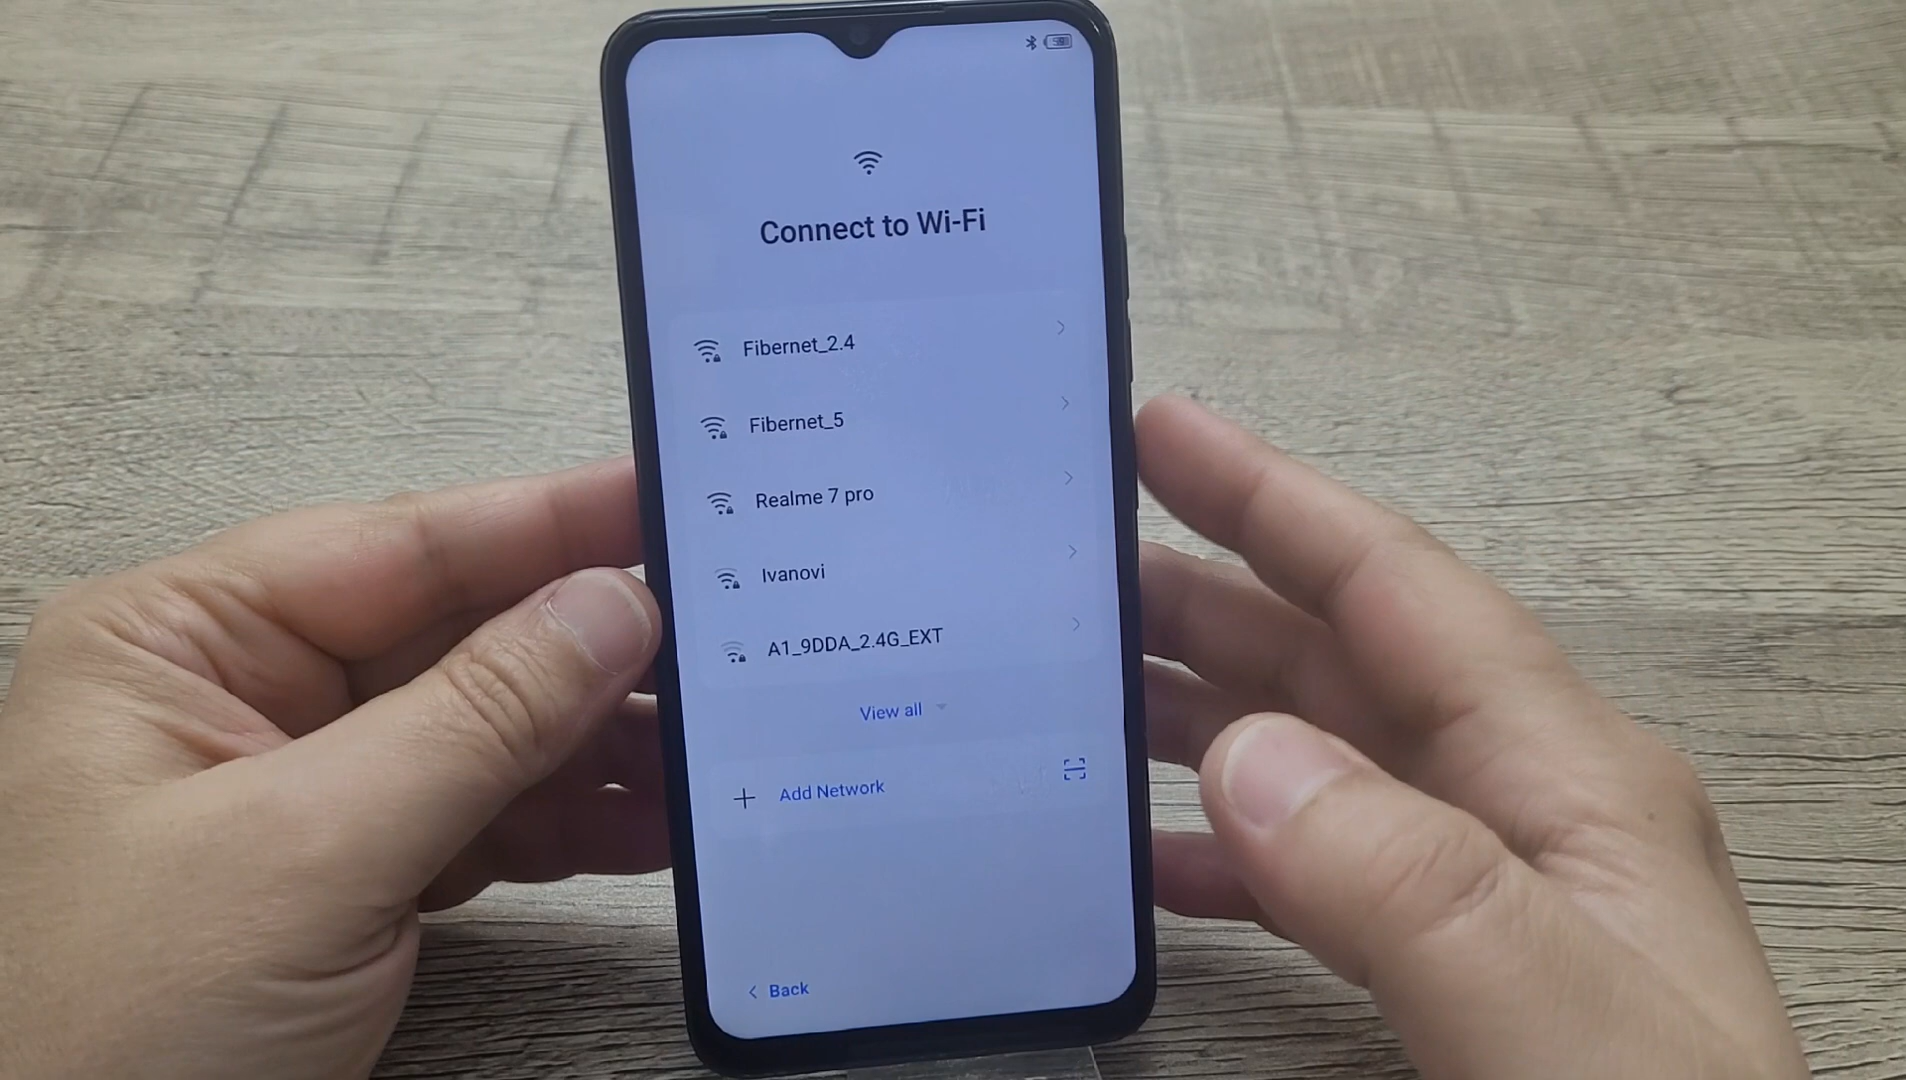 Connect to Wi-Fi
Fibernet_2.4
Fibernet_5
Realme 7 pro
Ivanovi
A1_9DDA_2.4G_EXT
View all
Add Network
Back